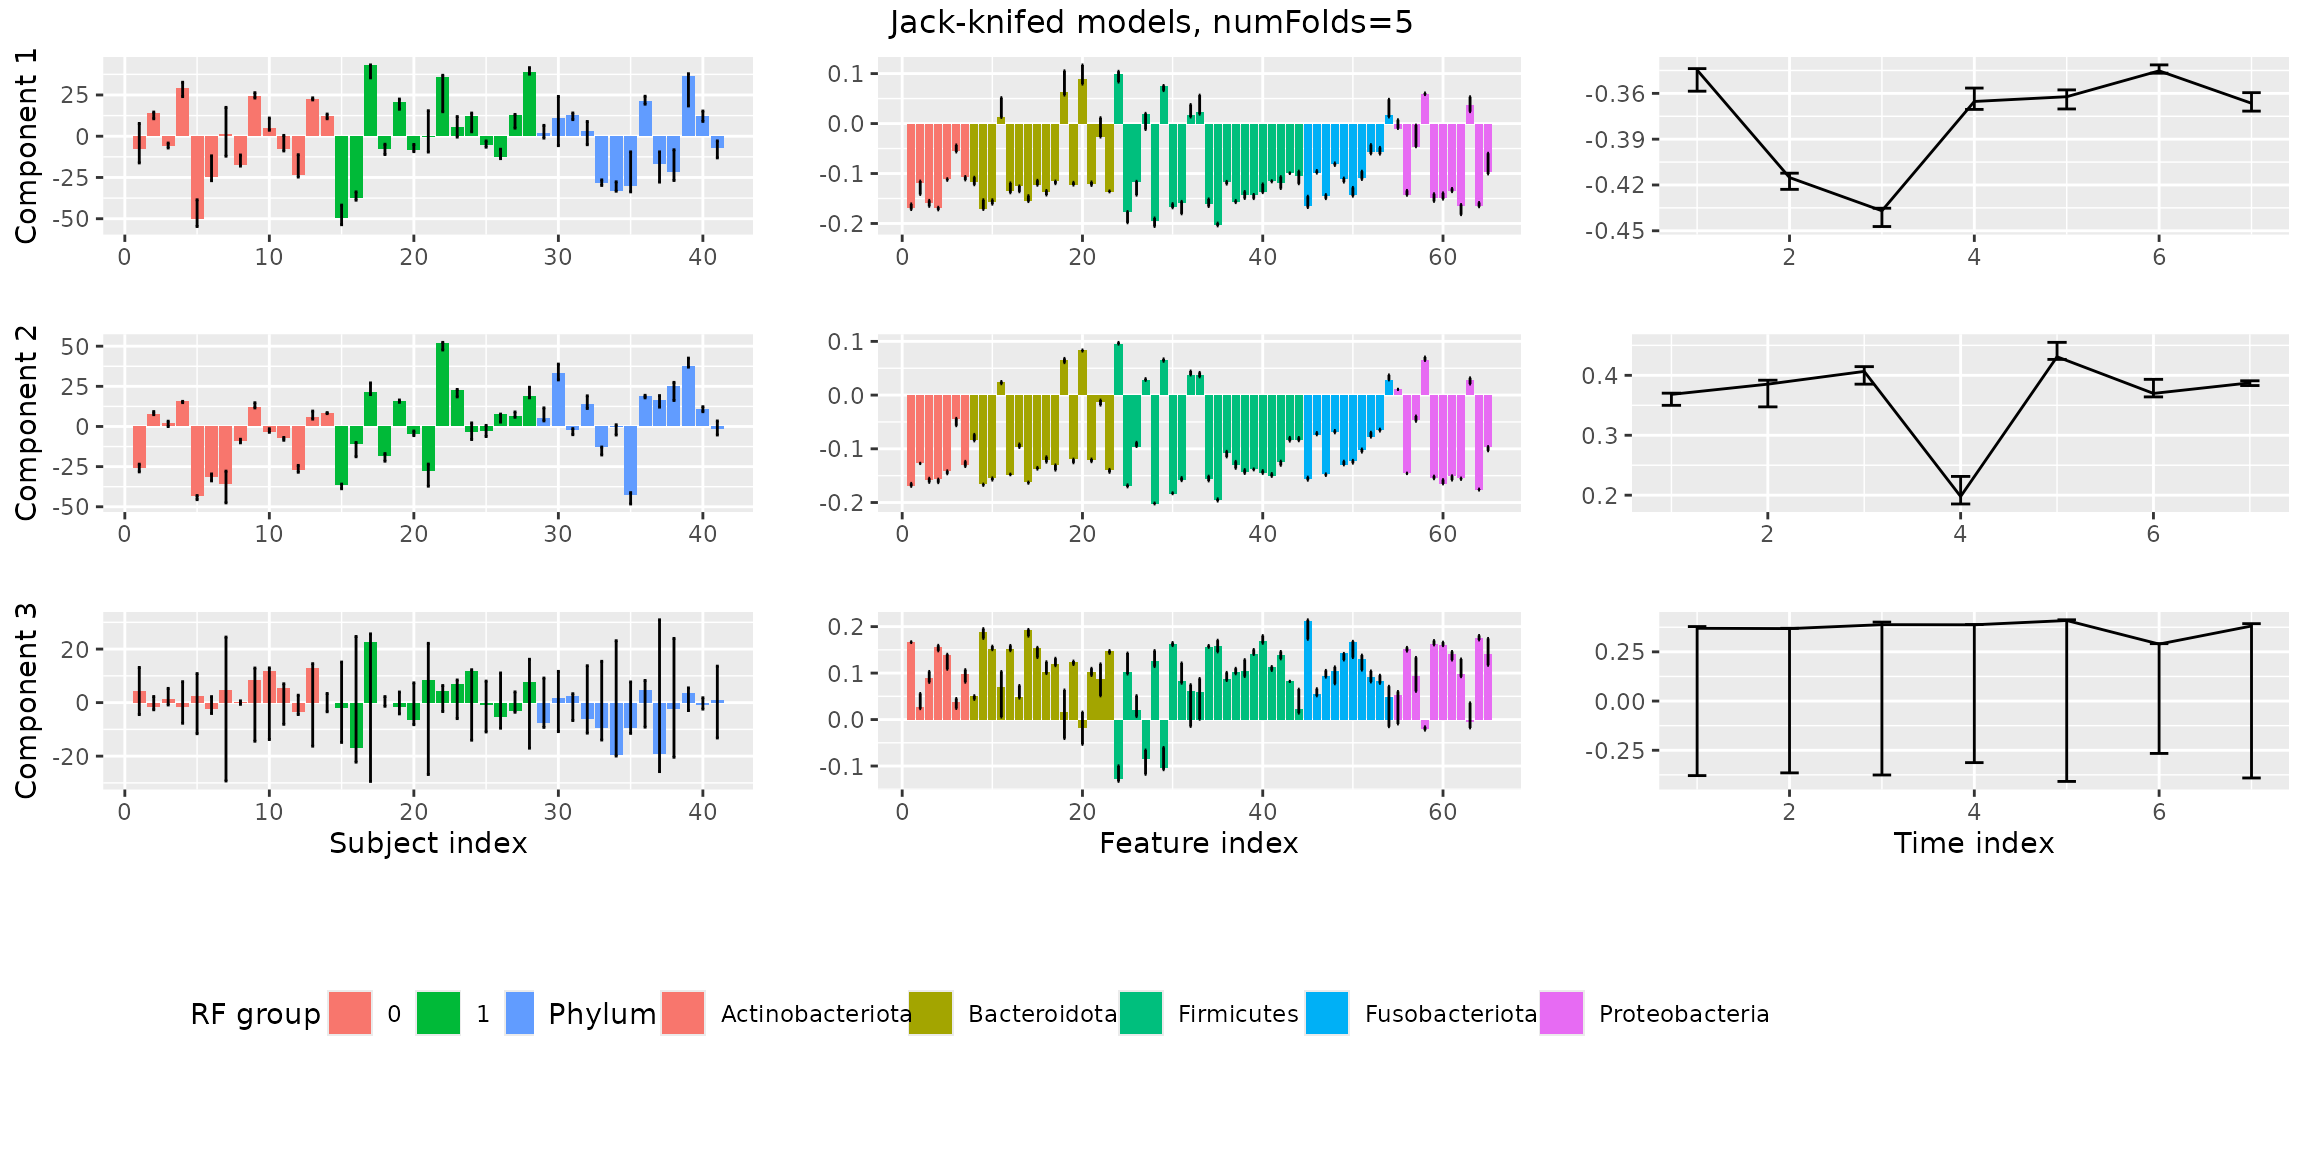 Jack-knifed models, numFolds=5
Component 1
25
0
-25
-50
0 10 20 30 40
0.1
0.0
-0.1
-0.2
0 20 40 60
-0.36
-0.39
-0.42
-0.45
2 4 6
Component 2
50
25
0
-25
-50
0 10 20 30 40
0.1
0.0
-0.1
-0.2
0 20 40 60
0.4
0.3
0.2
2 4 6
Component 3
20
0
-20
0 10 20 30 40
Subject index
0.2
0.1
0.0
-0.1
0 20 40 60
Feature index
0.25
0.00
-0.25
2 4 6
Time index
RF group 0 1 Phylum Actinobacteriota Bacteroidota Firmicutes Fusobacteriota Proteobacteria